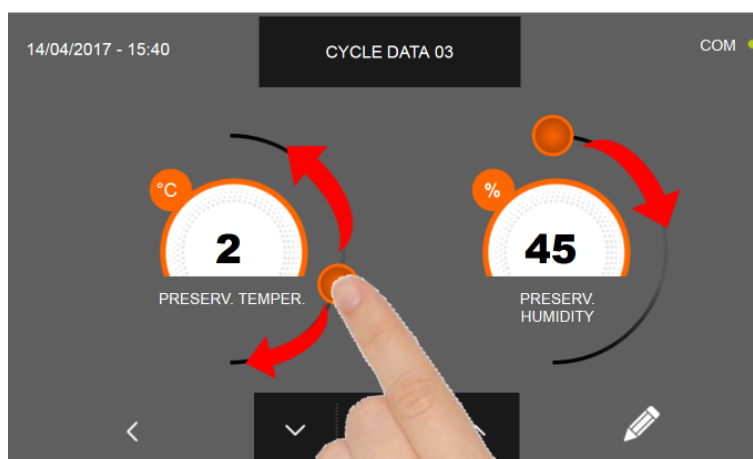 14/04/2017 - 15:40
CYCLE DATA 03
COM
°C
%
2
45
PRESERV. TEMPER.
PRESERV.
HUMIDITY